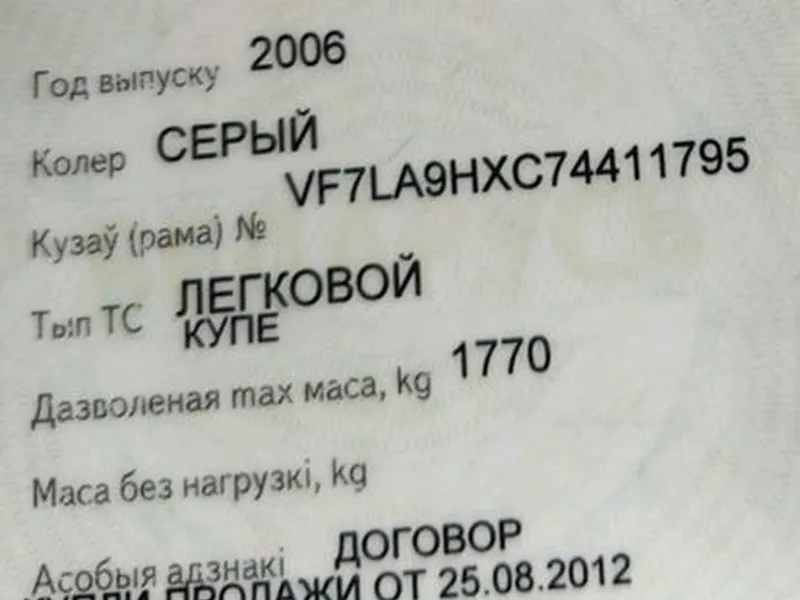 Год выпуску 2006
Колер СЕРЫЙ
VF7LA9HXC74411795
Кузаў (рама) №
Тып ТС ЛЕГКОВОЙ
КУПЕ
Дазволеная max маса, kg 1770
Маса без нагрузкі, kg
Асобыя адзнакі ДОГОВОР
КУПЛИ ПРОДАЖИ ОТ 25.08.2012